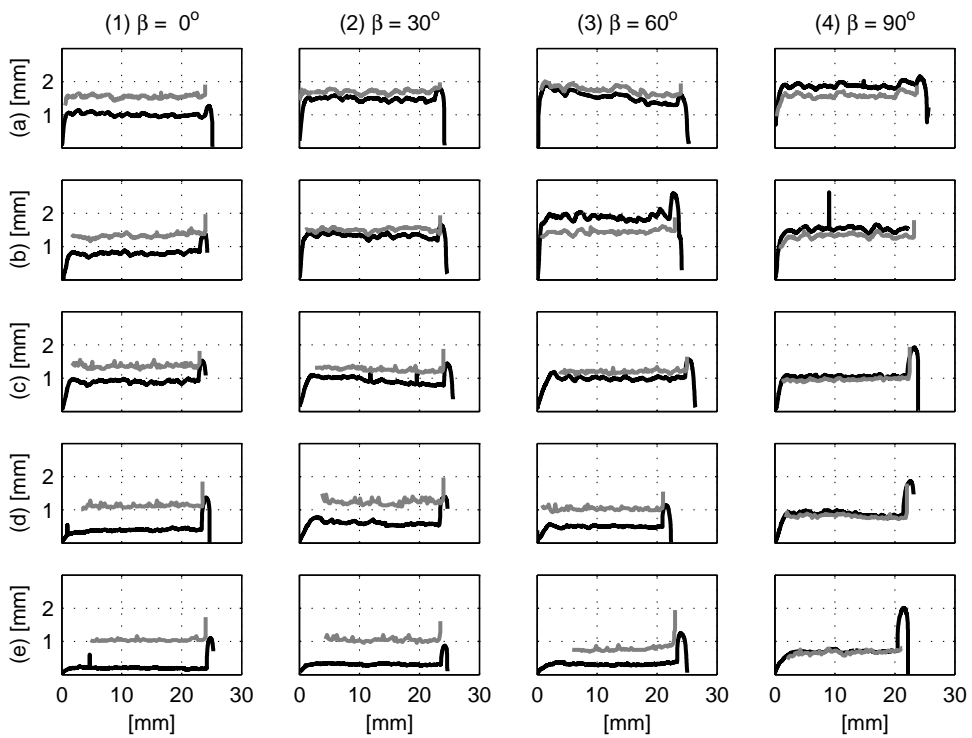 (1) β = 0° (2) β = 30° (3) β = 60° (4) β = 90°
(a) [mm]
2
1
(b) [mm]
2
1
(c) [mm]
2
1
(d) [mm]
2
1
(e) [mm]
2
1
0 10 20 30 0 10 20 30 0 10 20 30 0 10 20 30
[mm] [mm] [mm] [mm]